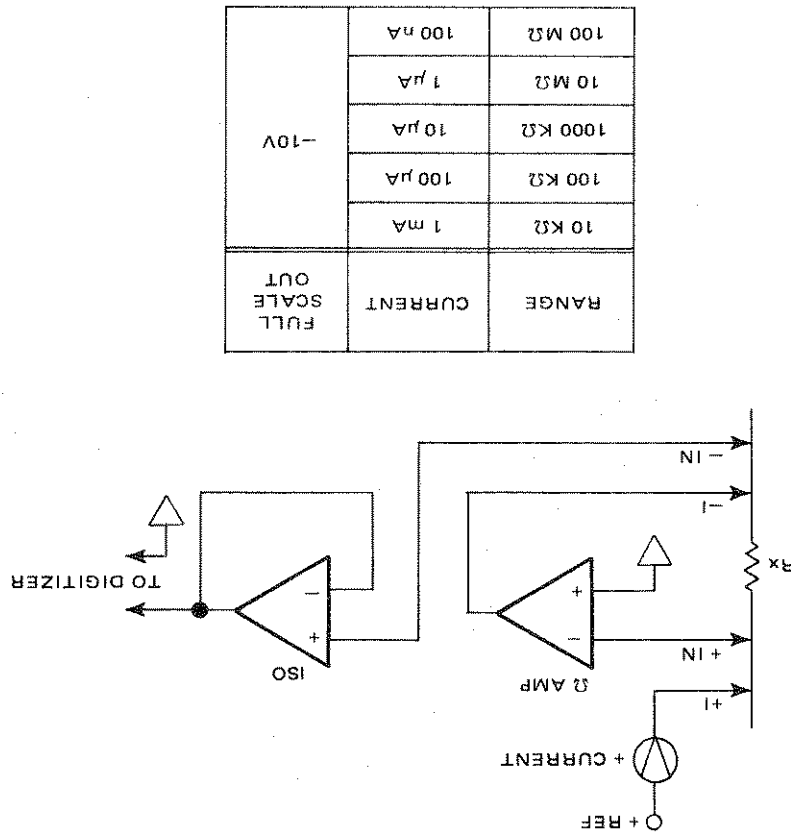 + REF
+ CURRENT
+I
+ IN
Rx
−I
− IN
Ω AMP
−
+
ISO
+
−
TO DIGITIZER
RANGE
CURRENT
FULL
SCALE
OUT
10 KΩ
1 mA
100 KΩ
100 µA
1000 KΩ
10 µA
−10V
10 MΩ
1 µA
100 MΩ
100 nA